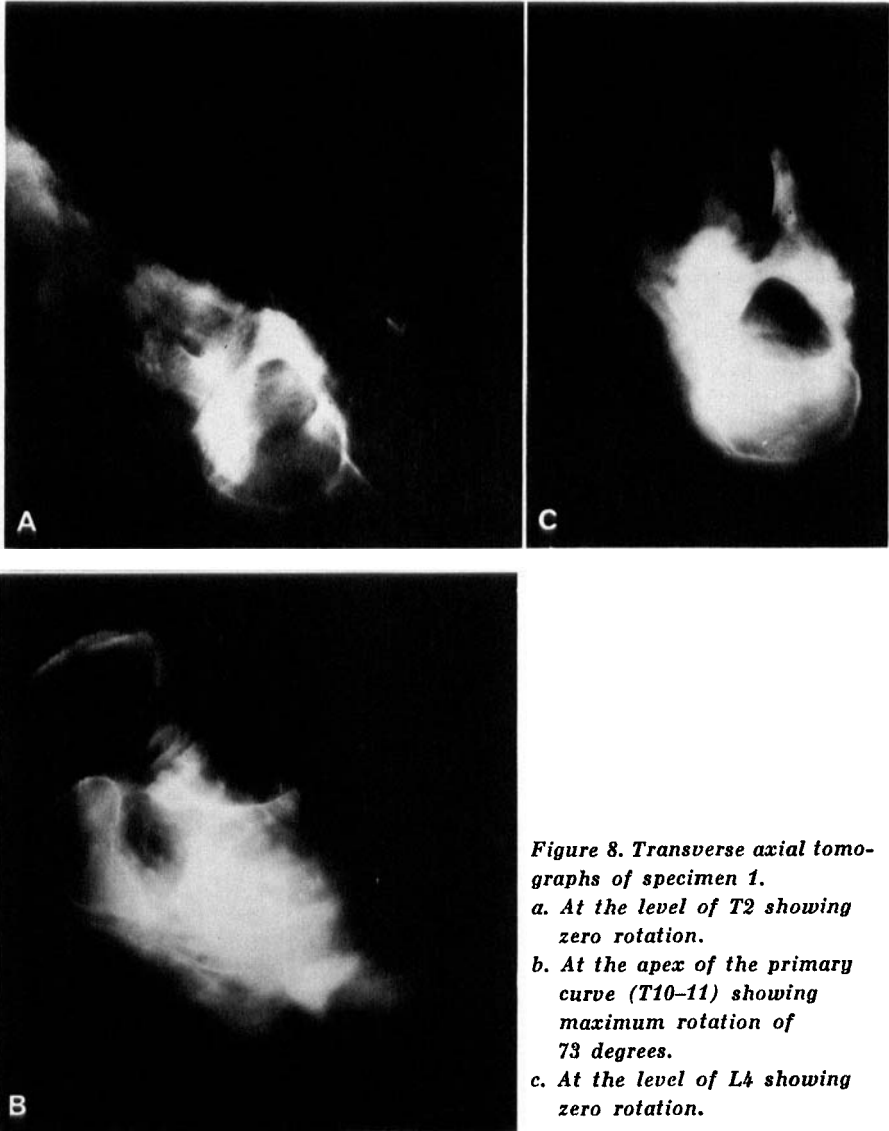 A
C
B
Figure 8. Transverse axial tomo-
graphs of specimen 1.
a. At the level of T2 showing
zero rotation.
b. At the apex of the primary
curve (T10–11) showing
maximum rotation of
73 degrees.
c. At the level of L4 showing
zero rotation.